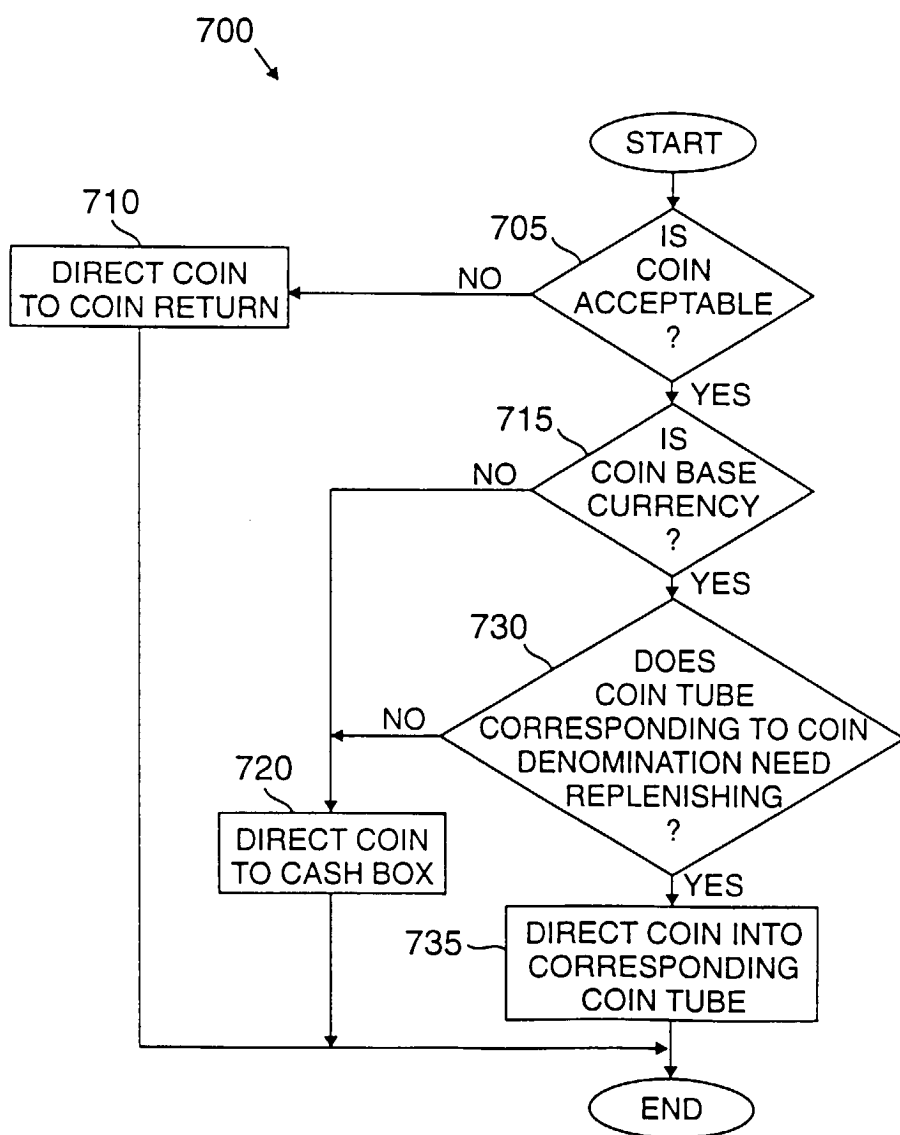 700
START
710
705
IS
COIN
ACCEPTABLE
?
NO
DIRECT COIN
TO COIN RETURN
YES
715
IS
COIN BASE
CURRENCY
?
NO
YES
730
DOES
COIN TUBE
CORRESPONDING TO COIN
DENOMINATION NEED
REPLENISHING
?
NO
720
DIRECT COIN
TO CASH BOX
YES
735
DIRECT COIN INTO
CORRESPONDING
COIN TUBE
END